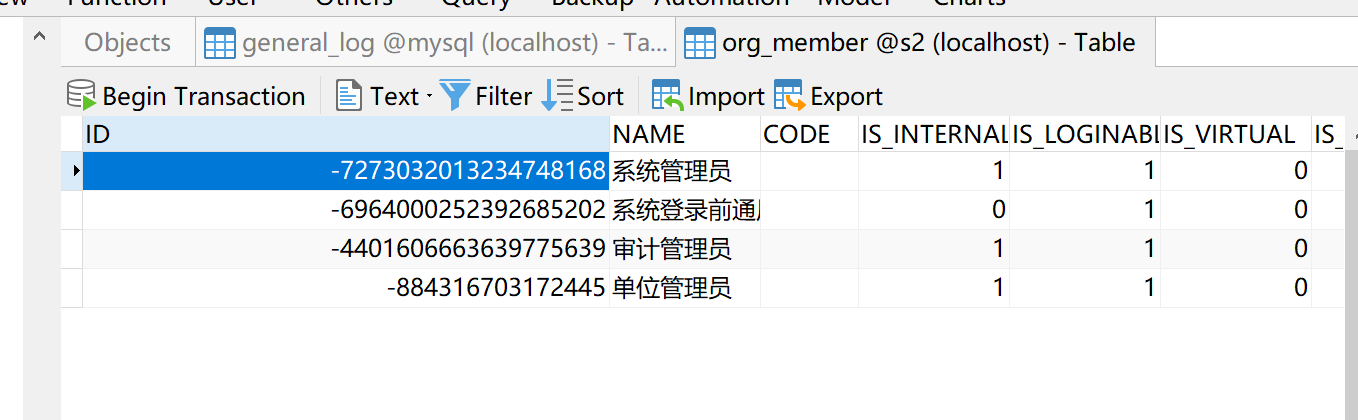 Function User Others Query Backup Automation Model Charts
Objects general_log @mysql (localhost) - Ta... org_member @s2 (localhost) - Table
Begin Transaction Text Filter Sort Import Export
ID NAME CODE IS_INTERNAL IS_LOGINABL IS_VIRTUAL IS_
-7273032013234748168 系统管理员 1 1 0
-6964000252392685202 系统登录前通 0 1 0
-4401606663639775639 审计管理员 1 1 0
-884316703172445 单位管理员 1 1 0